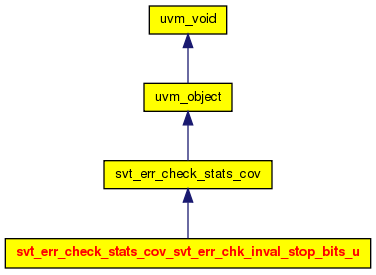 uvm_void
uvm_object
svt_err_check_stats_cov
svt_err_check_stats_cov_svt_err_chk_inval_stop_bits_u